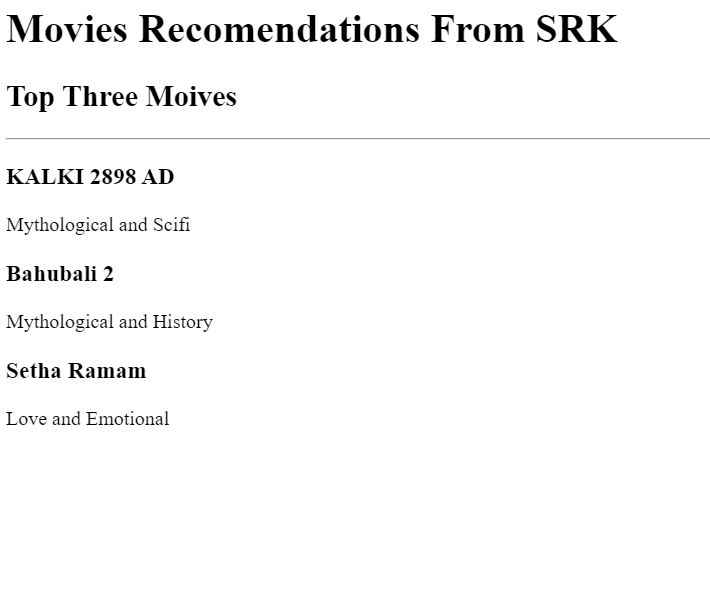 Movies Recomendations From SRK
Top Three Moives
KALKI 2898 AD
Mythological and Scifi
Bahubali 2
Mythological and History
Setha Ramam
Love and Emotional